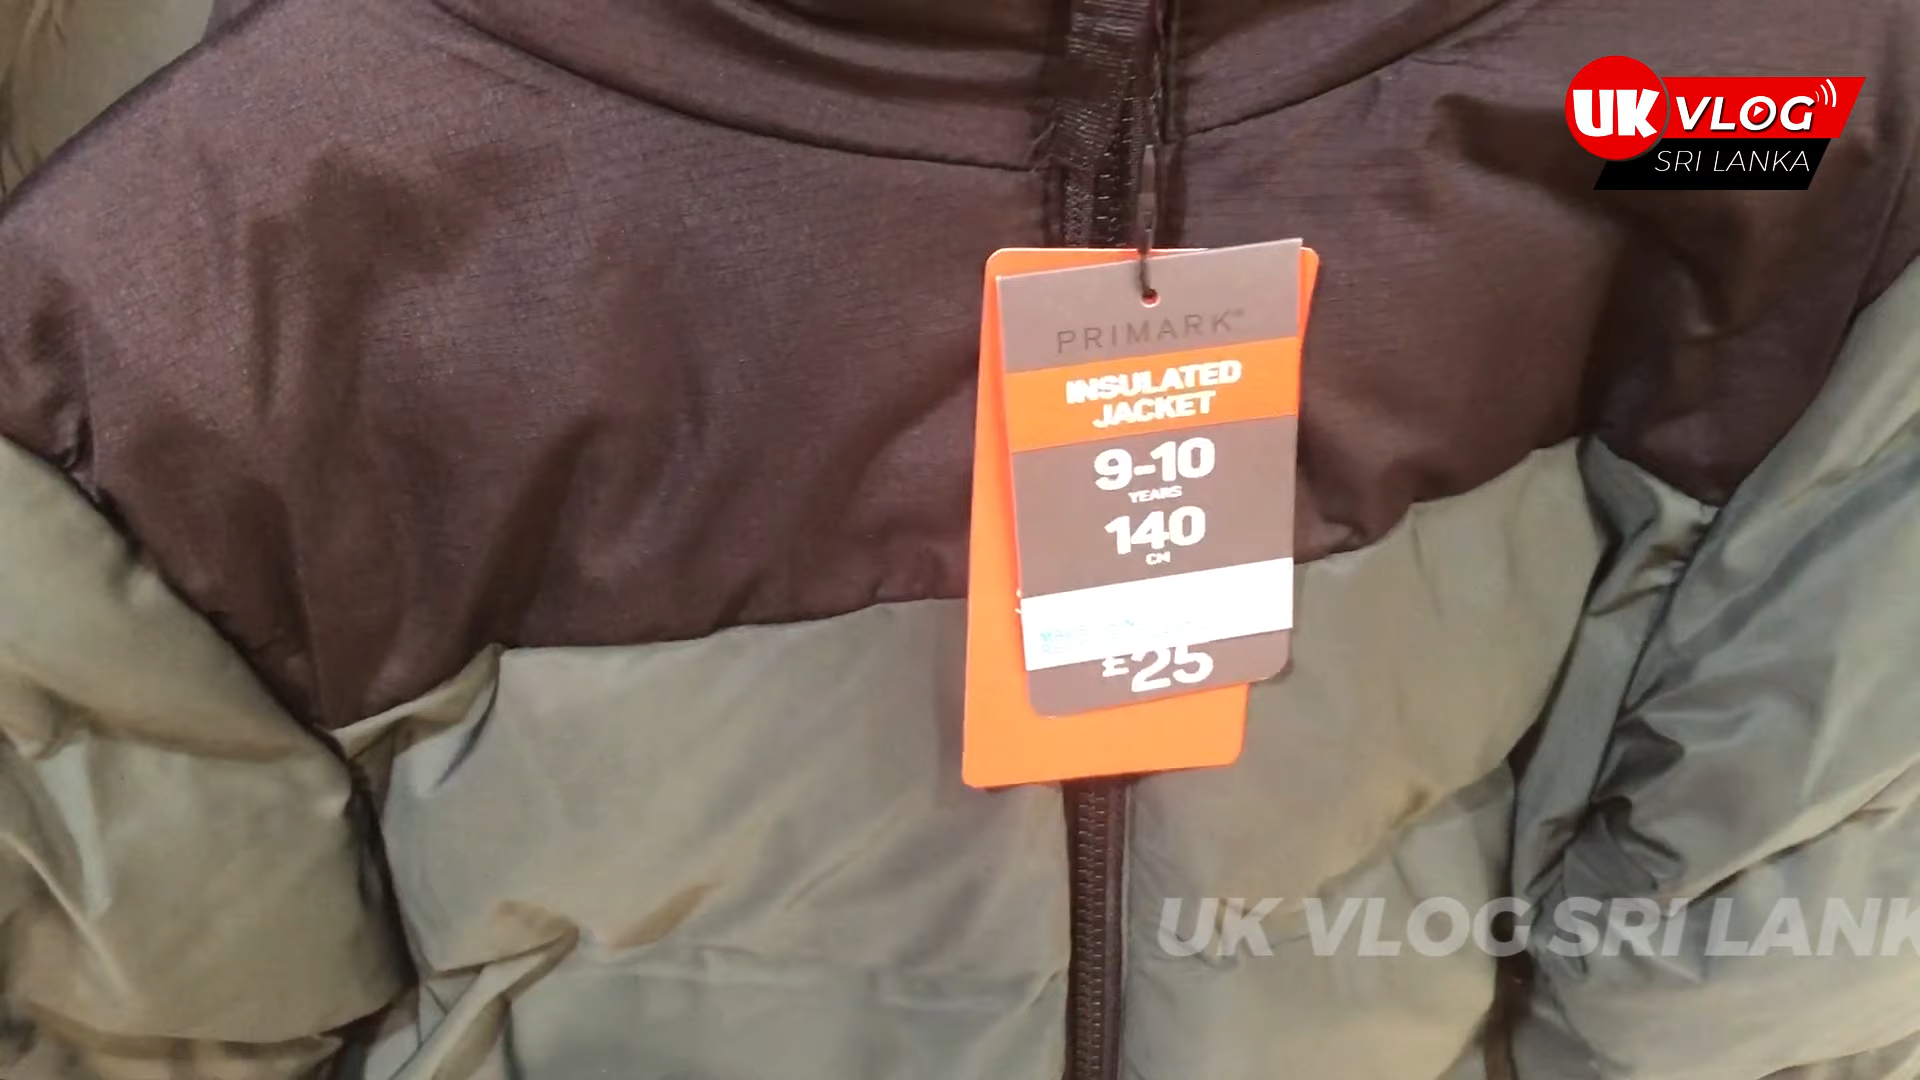 UK VLOG
SRI LANKA
PRIMARK
INSULATED
JACKET
9-10
YEARS
140
CM
£25
UK VLOG SRI LANK